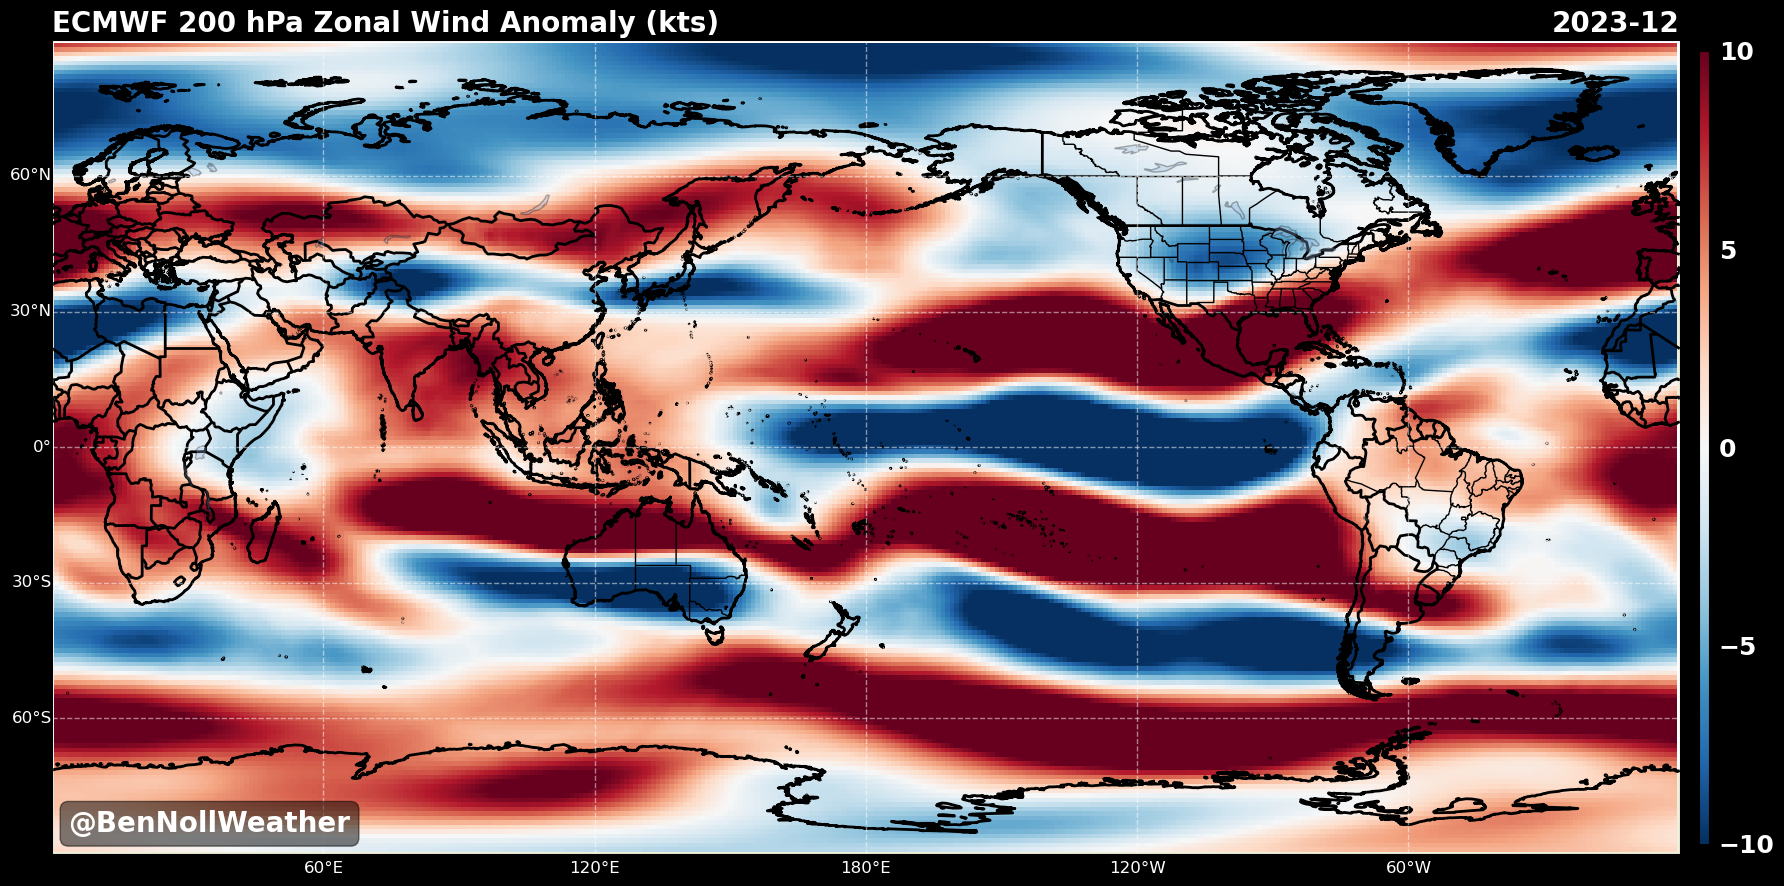 ECMWF 200 hPa Zonal Wind Anomaly (kts)
2023-12
10
5
0
−5
−10
60°N
30°N
0°
30°S
60°S
@BenNollWeather
60°E
120°E
180°E
120°W
60°W